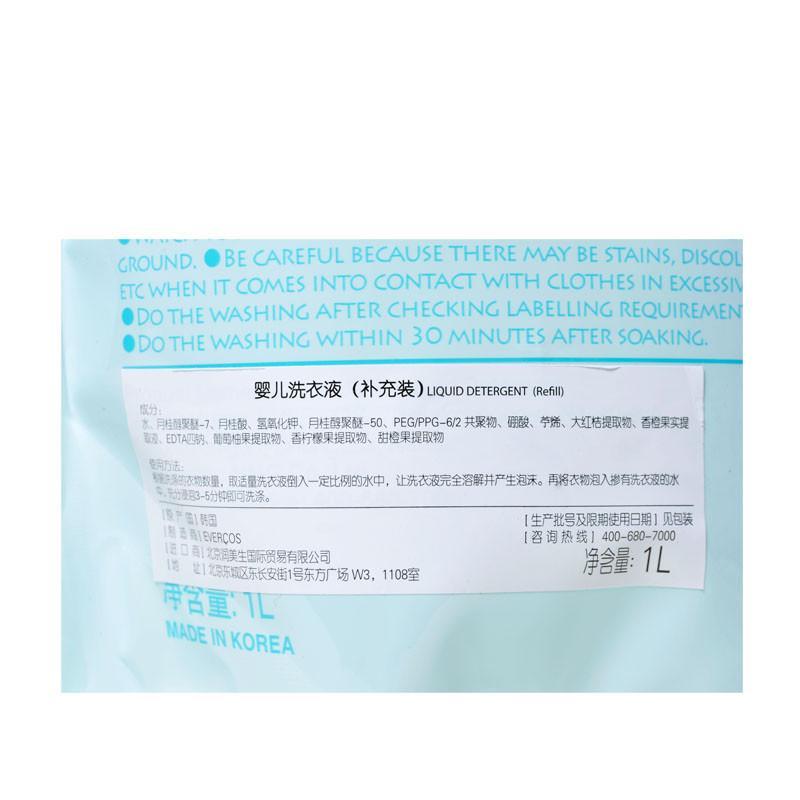 GROUND. ●BE CAREFUL BECAUSE THERE MAY BE STAINS, DISCOL
ETC WHEN IT COMES INTO CONTACT WITH CLOTHES IN EXCESSIV
●DO THE WASHING AFTER CHECKING LABELLING REQUIREMENT
●DO THE WASHING WITHIN 30 MINUTES AFTER SOAKING.
婴儿洗衣液（补充装）LIQUID DETERGENT (Refill)
成分：
水、月桂醇聚醚-7、月桂酸、氢氧化钾、月桂醇聚醚-50、PEG/PPG-6/2 共聚物、硼酸、苧烯、大红桔提取物、香橙果实提
取液、EDTA四钠、葡萄柚果提取物、香柠檬果提取物、甜橙果提取物
使用方法：
根据洗涤的衣物数量，取适量洗衣液倒入一定比例的水中，让洗衣液完全溶解并产生泡沫。再将衣物泡入掺有洗衣液的水
中，充分浸泡3-5分钟即可洗涤。
[原产国] 韩国
[制造商] EVERÇOS
[进口商] 北京润美生国际贸易有限公司
[地 址] 北京东城区东长安街1号东方广场 W3，1108室
[生产批号及限期使用日期] 见包装
[咨询热线] 400-680-7000
净含量：1L
净含量: 1L
MADE IN KOREA